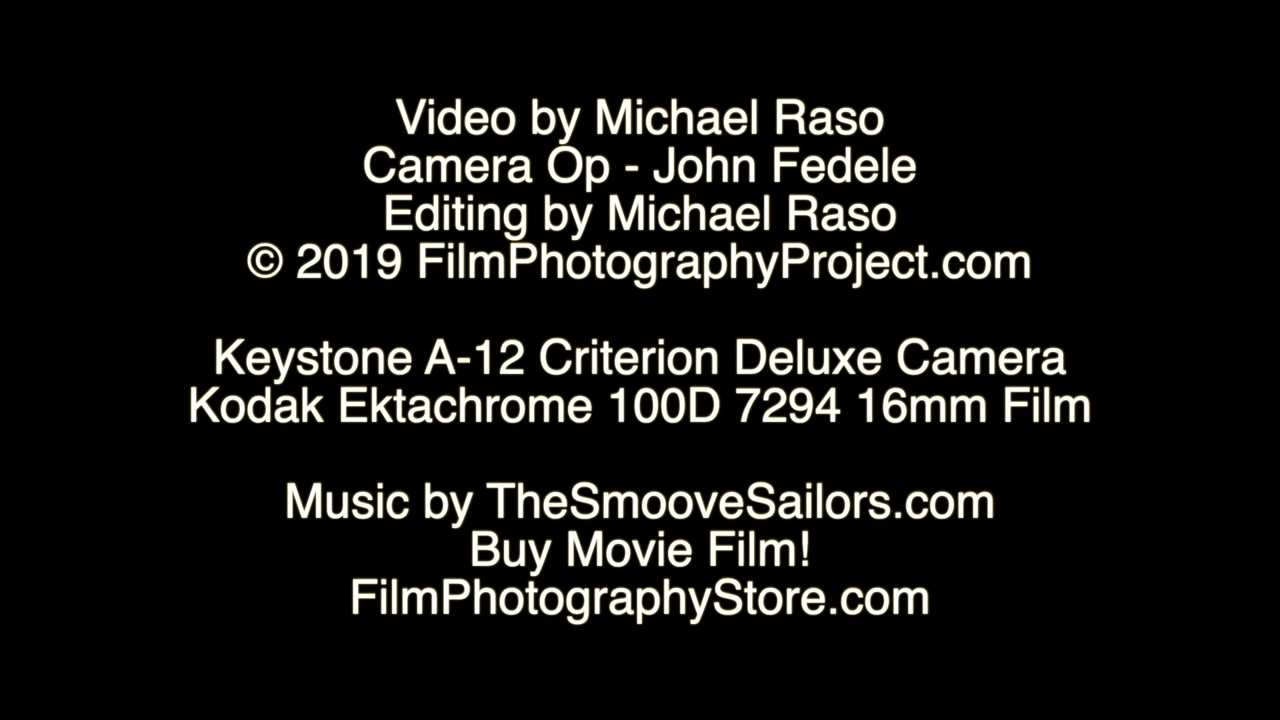 Video by Michael Raso
Camera Op - John Fedele
Editing by Michael Raso
© 2019 FilmPhotographyProject.com
Keystone A-12 Criterion Deluxe Camera
Kodak Ektachrome 100D 7294 16mm Film
Music by TheSmooveSailors.com
Buy Movie Film!
FilmPhotographyStore.com